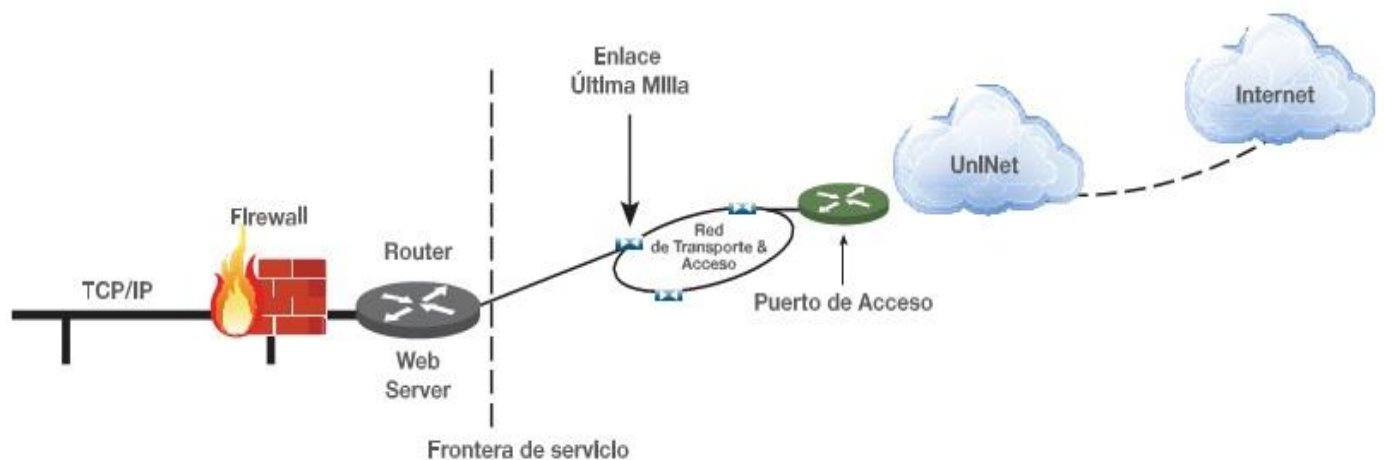 Enlace
Última Milla
Internet
UniNet
Firewall
Red
de Transporte &
Acceso
Router
TCP/IP
Puerto de Acceso
Web
Server
Frontera de servicio